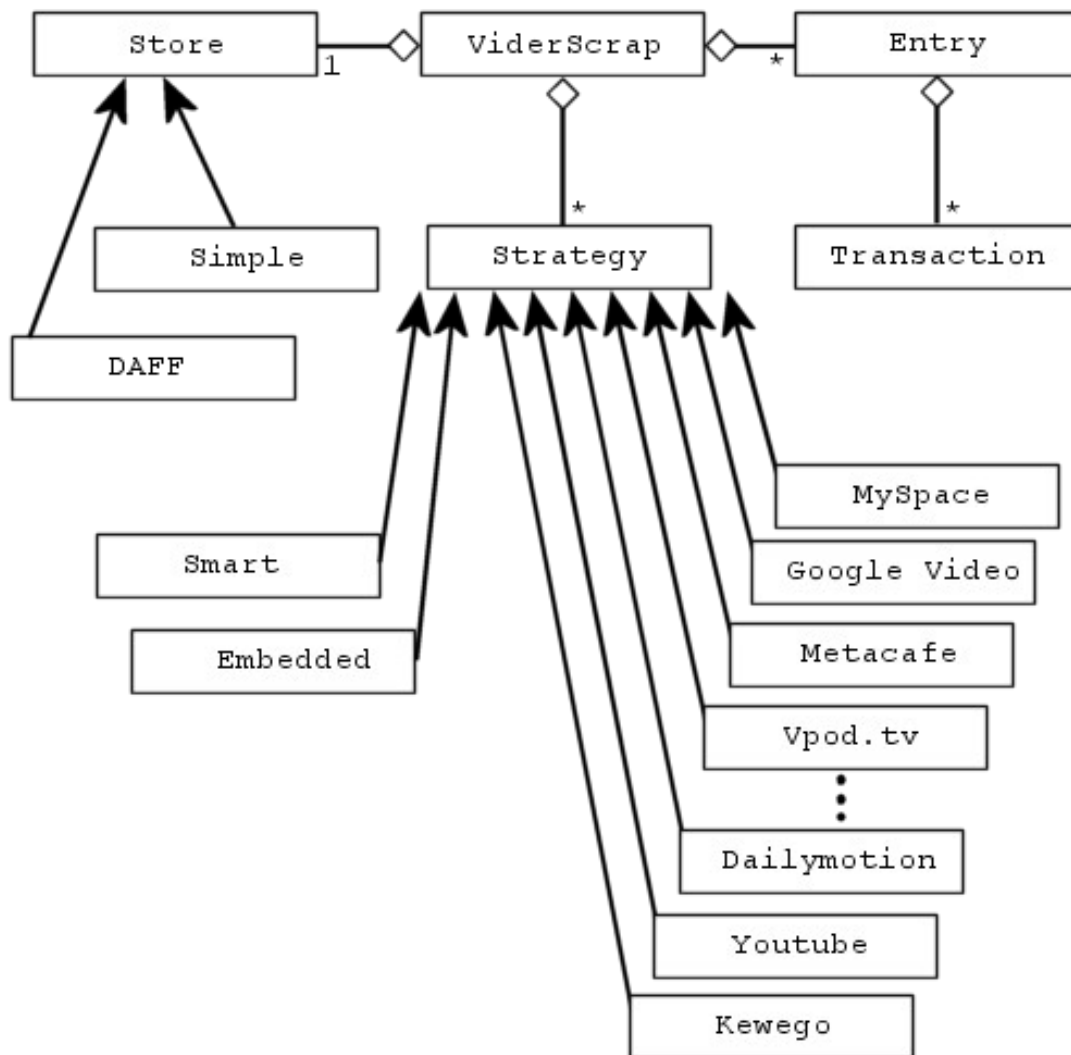 Store
ViderScrap
Entry
1
*
*
*
Simple
Strategy
Transaction
DAFF
MySpace
Smart
Google Video
Embedded
Metacafe
Vpod.tv
Dailymotion
Youtube
Kewego